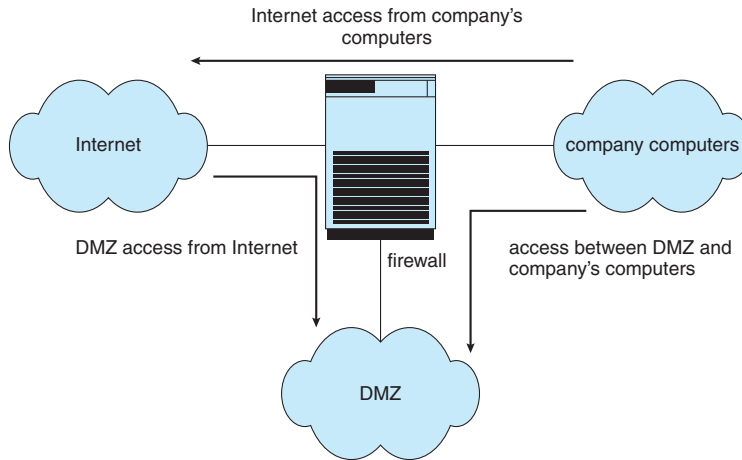 Internet access from company's
computers
Internet
company computers
DMZ access from Internet
firewall
access between DMZ and
company's computers
DMZ